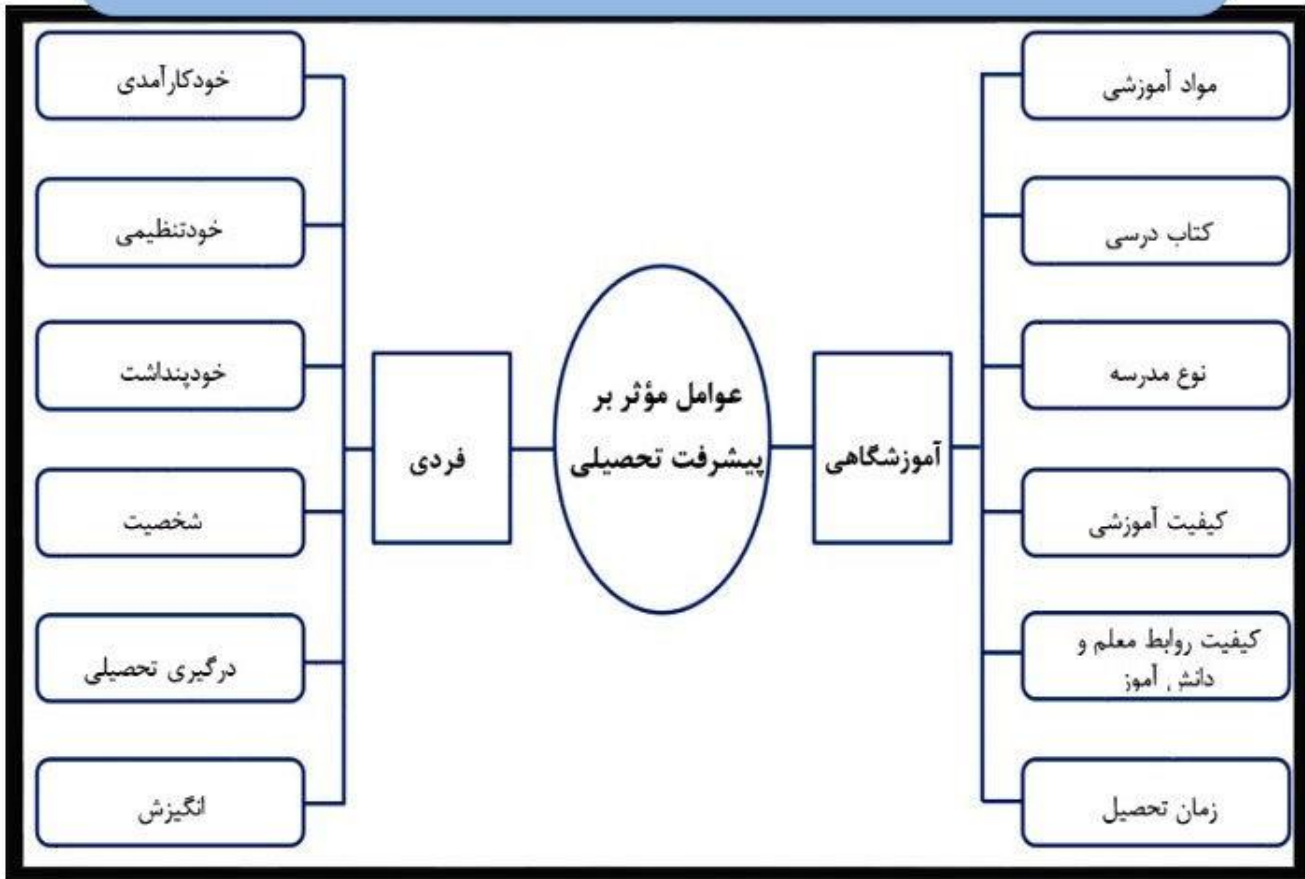 مواد آموزشی
کتاب درسی
نوع مدرسه
کیفیت آموزشی
کیفیت روابط معلم و
دانش آموز
زمان تحصیل
آموزشگاهی
عوامل مؤثر بر
پیشرفت تحصیلی
فردی
خودکارآمدی
خودتنظیمی
خودپنداشت
شخصیت
درگیری تحصیلی
انگیزش